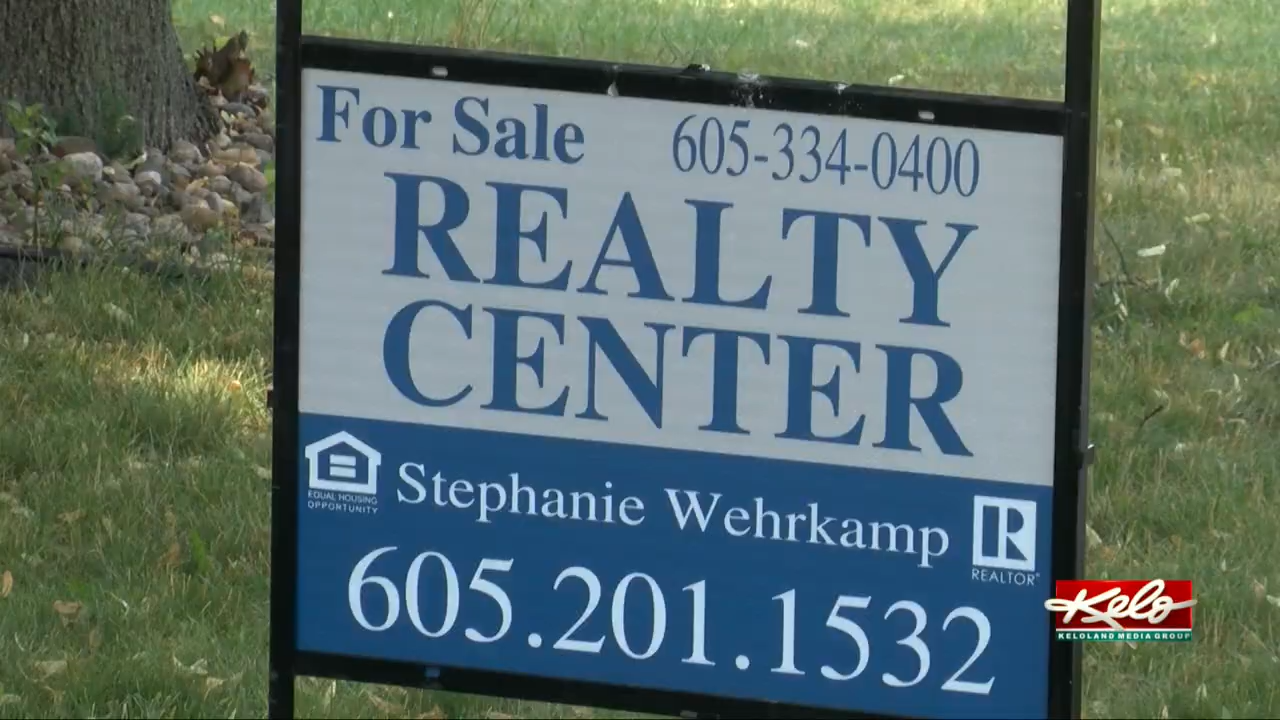 For Sale 605-334-0400
REALTY
CENTER
EQUAL HOUSING
OPPORTUNITY
Stephanie Wehrkamp
REALTOR®
605.201.1532
Kelo
KELOLAND MEDIA GROUP